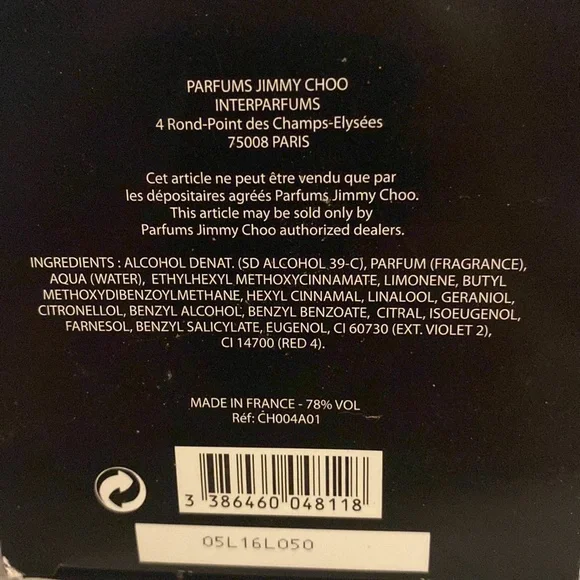 PARFUMS JIMMY CHOO
INTERPARFUMS
4 Rond-Point des Champs-Elysées
75008 PARIS
Cet article ne peut être vendu que par
les dépositaires agréés Parfums Jimmy Choo.
This article may be sold only by
Parfums Jimmy Choo authorized dealers.
INGREDIENTS : ALCOHOL DENAT. (SD ALCOHOL 39-C), PARFUM (FRAGRANCE),
AQUA (WATER), ETHYLHEXYL METHOXYCINNAMATE, LIMONENE, BUTYL
METHOXYDIBENZOYLMETHANE, HEXYL CINNAMAL, LINALOOL, GERANIOL,
CITRONELLOL, BENZYL ALCOHOL, BENZYL BENZOATE, CITRAL, ISOEUGENOL,
FARNESOL, BENZYL SALICYLATE, EUGENOL, CI 60730 (EXT. VIOLET 2),
CI 14700 (RED 4).
MADE IN FRANCE - 78% VOL
Réf: CH004A01
3 386460 048118
05L16L050